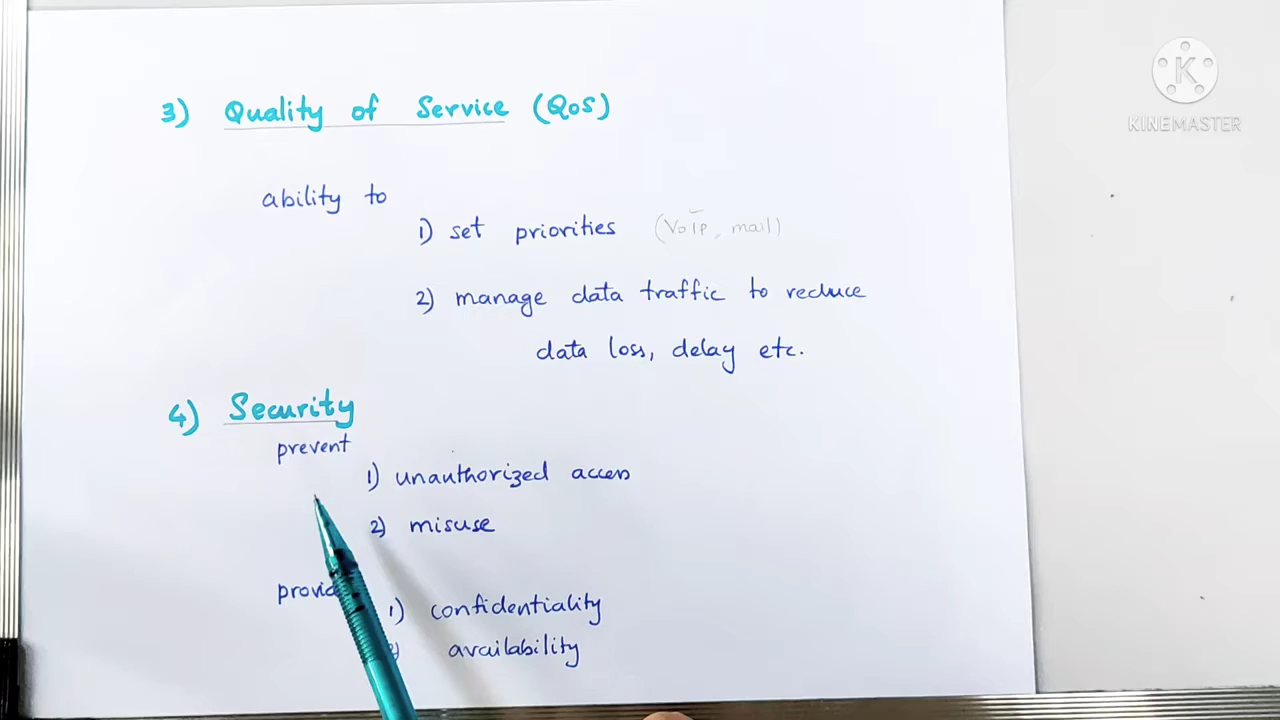 3) Quality of Service (QoS)
ability to
1) set priorities (VoIP, mail)
2) manage data traffic to reduce
data loss, delay etc.
4) Security
prevent
1) unauthorized access
2) misuse
1) confidentiality
availability
K
KINEMASTER